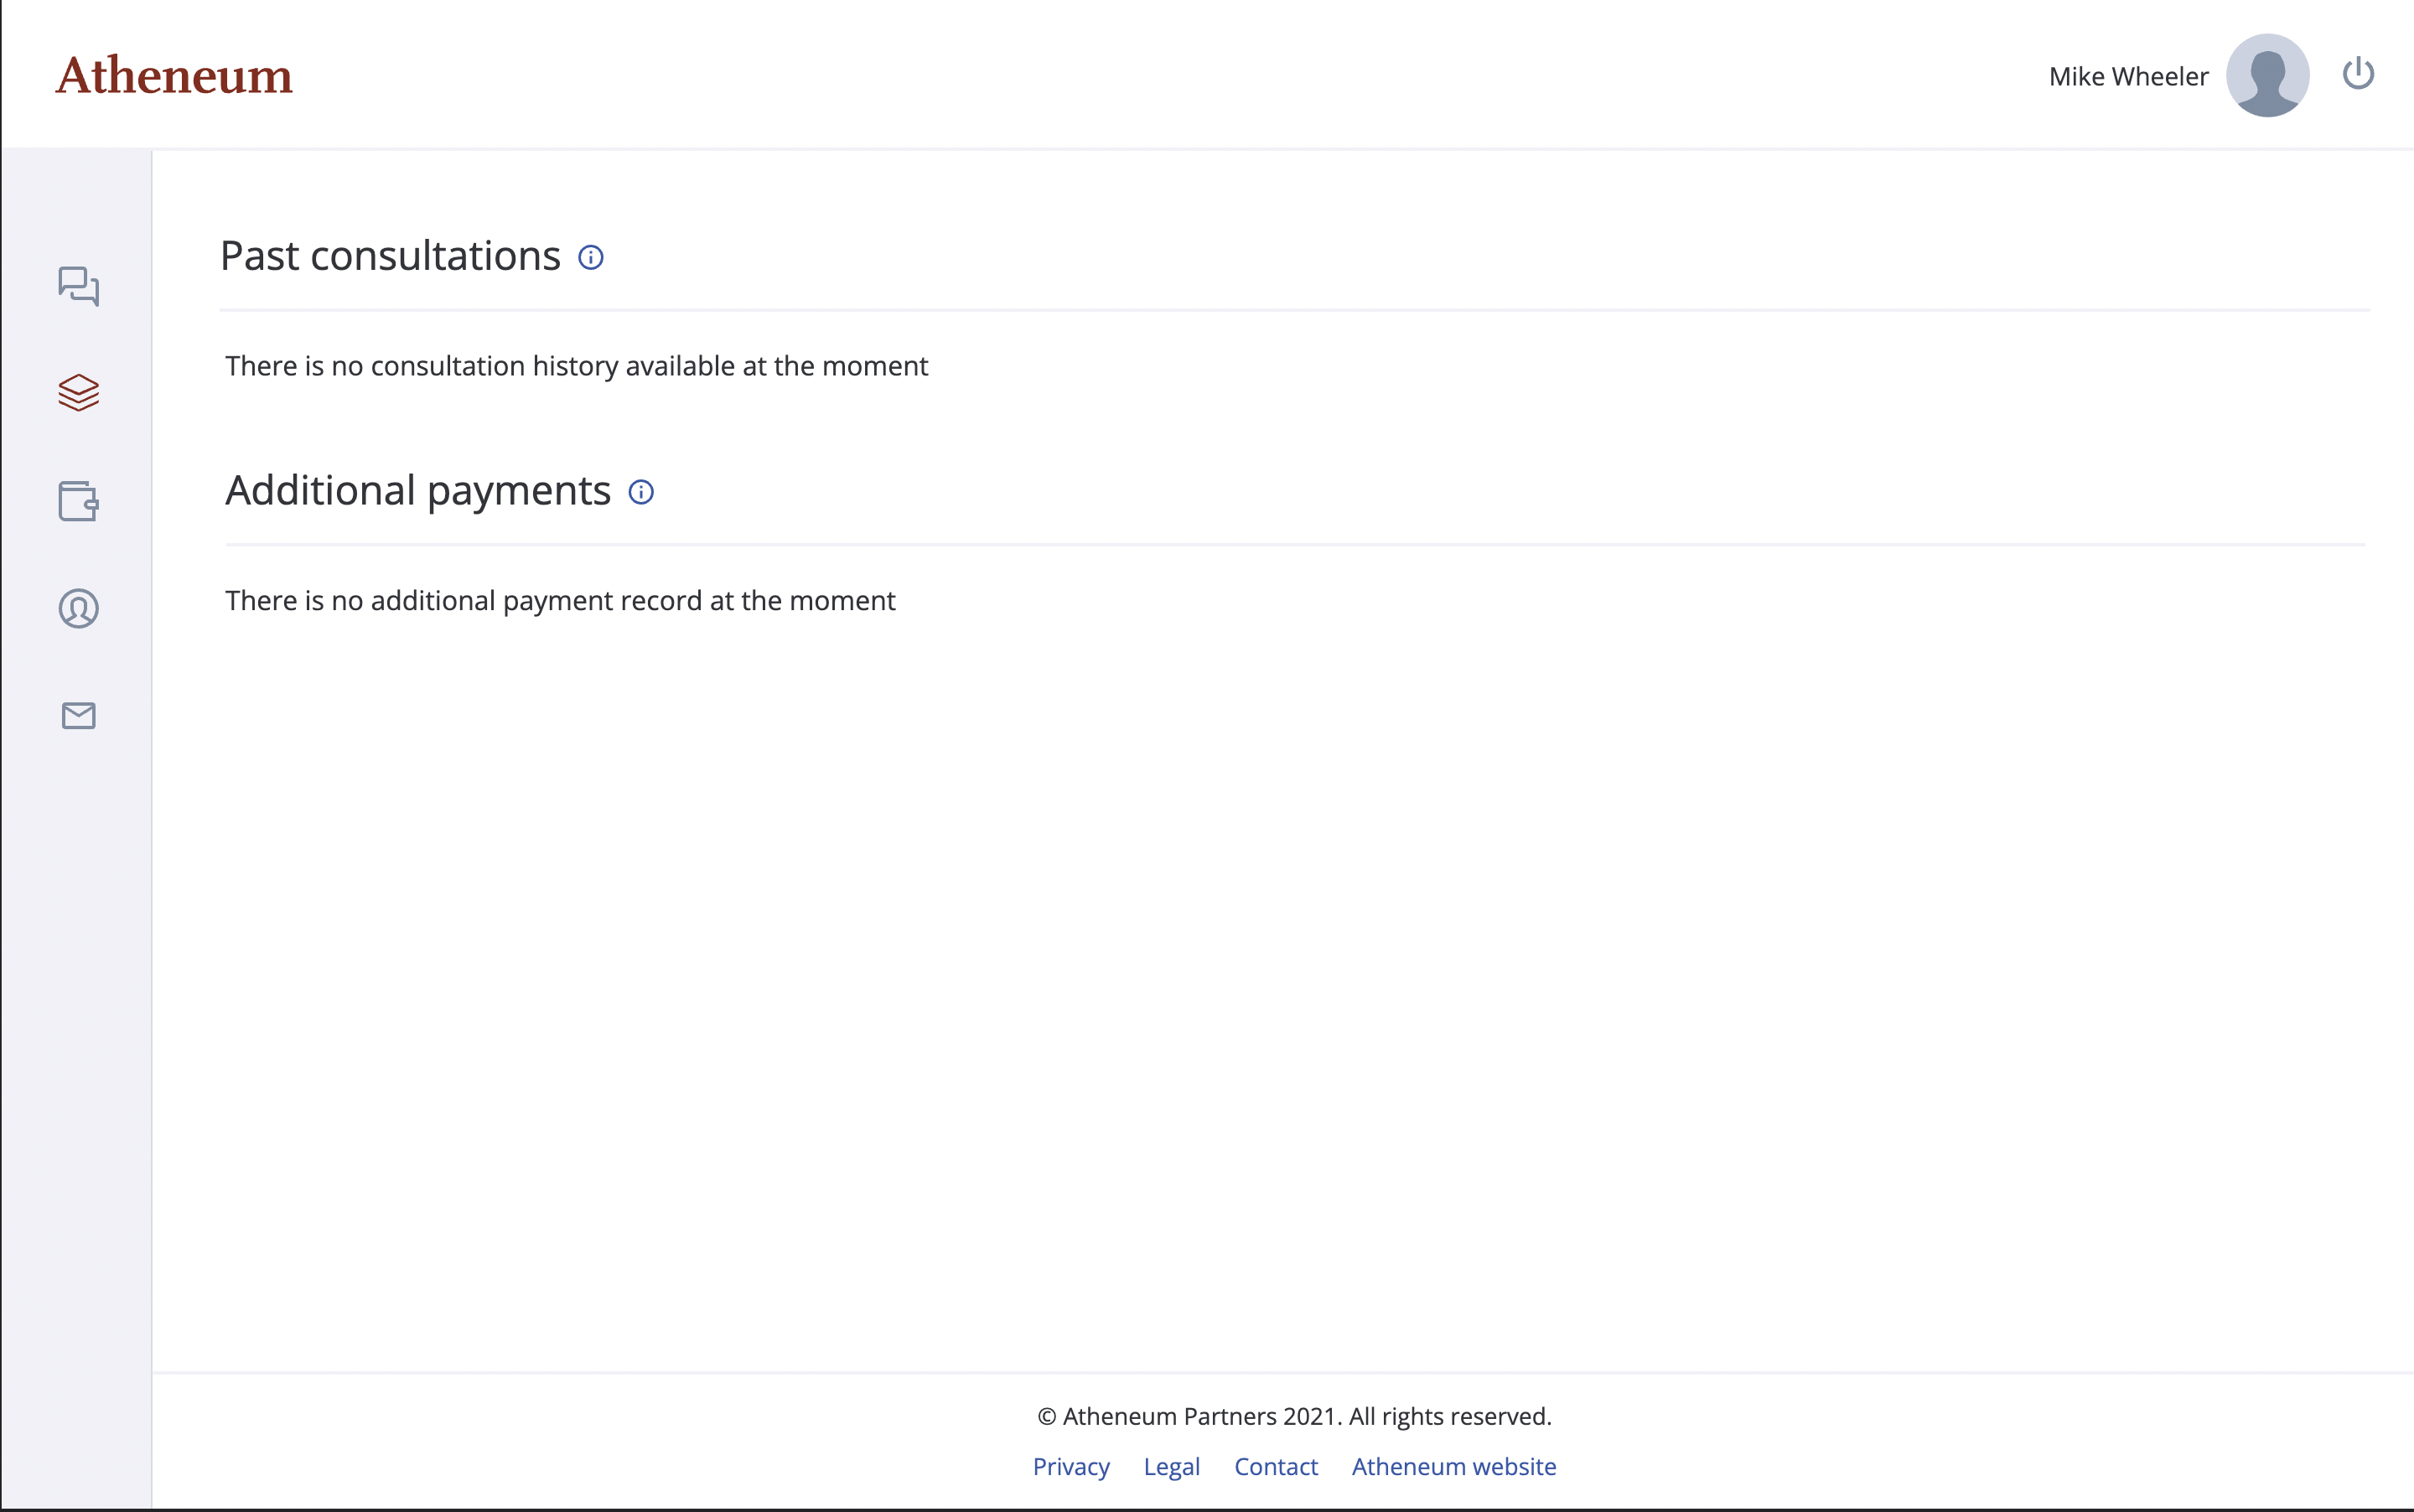 Atheneum
Mike Wheeler
Past consultations
There is no consultation history available at the moment
Additional payments
There is no additional payment record at the moment
© Atheneum Partners 2021. All rights reserved.
Privacy Legal Contact Atheneum website